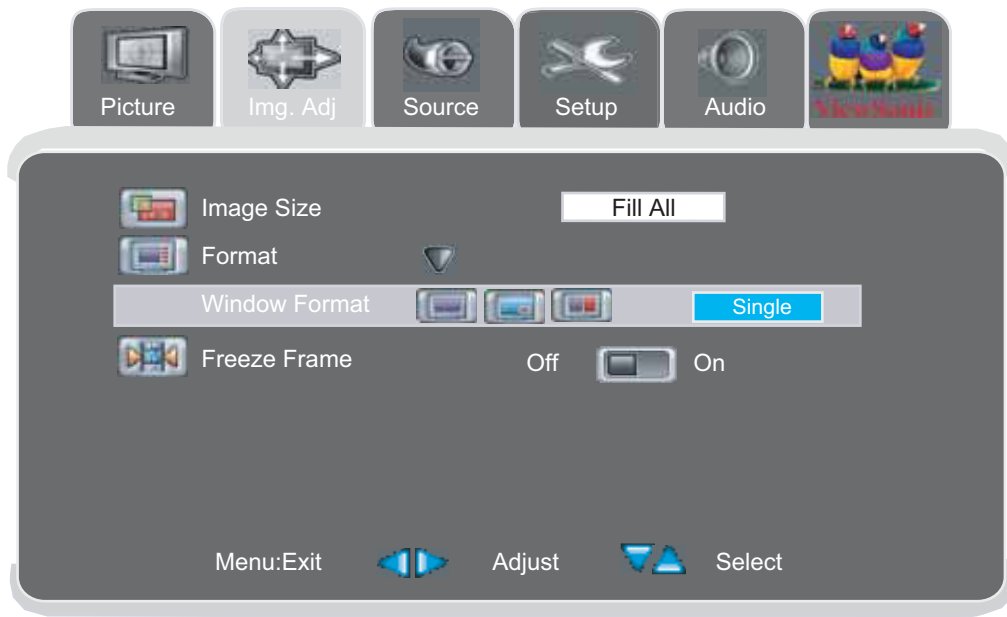 Picture Img. Adj Source Setup Audio ViewSonic
Image Size Fill All
Format
Window Format Single
Freeze Frame Off On
Menu:Exit Adjust Select